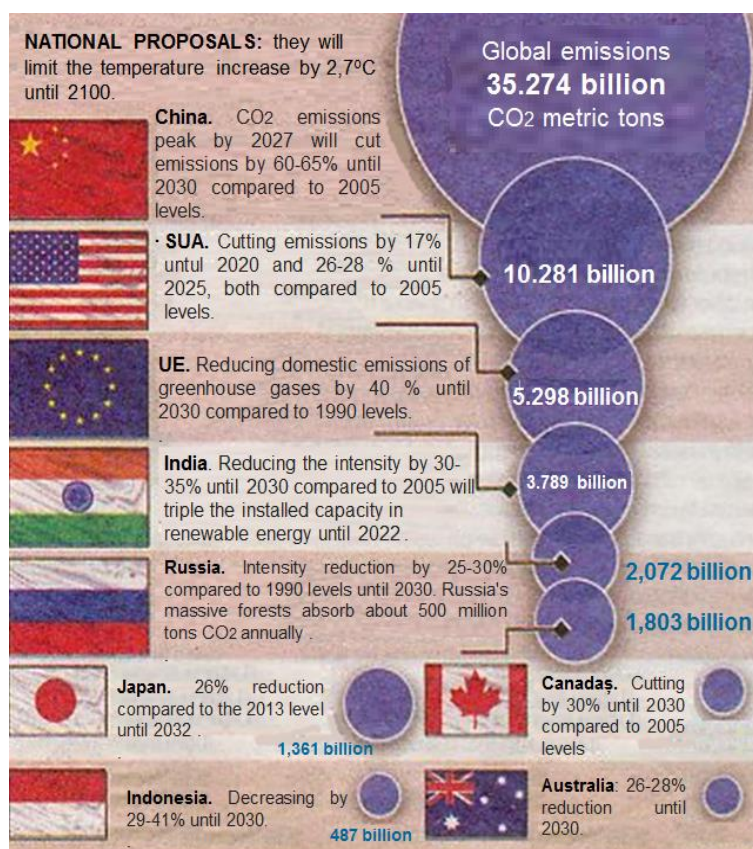 NATIONAL PROPOSALS: they will
limit the temperature increase by 2,7ºC
until 2100.
Global emissions
35.274 billion
CO2 metric tons
China. CO2 emissions
peak by 2027 will cut
emissions by 60-65% until
2030 compared to 2005
levels.
· SUA. Cutting emissions by 17%
untul 2020 and 26-28 % until
2025, both compared to 2005
levels.
10.281 billion
UE. Reducing domestic emissions of
greenhouse gases by 40 % until
2030 compared to 1990 levels.
.
5.298 billion
India. Reducing the intensity by 30-
35% until 2030 compared to 2005 will
triple the installed capacity in
renewable energy until 2022 .
3.789 billion
Russia. Intensity reduction by 25-30%
compared to 1990 levels until 2030. Russia's
massive forests absorb about 500 million
tons CO2 annually .
.
2,072 billion
1,803 billion
Japan. 26% reduction
compared to the 2013 level
until 2032 .
.
1,361 billion
Canadaș. Cutting
by 30% until 2030
compared to 2005
levels
Indonesia. Decreasing by
29-41% until 2030.
.
487 billion
Australia: 26-28%
reduction until
2030.